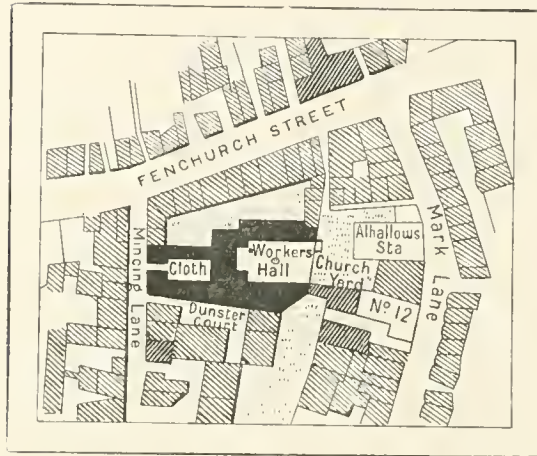 FENCHURCH STREET
Mincing Lane
Cloth
Workers
Hall
Church
Yard
Alhallows
Sta
Mark Lane
Nº 12
Dunster
Court